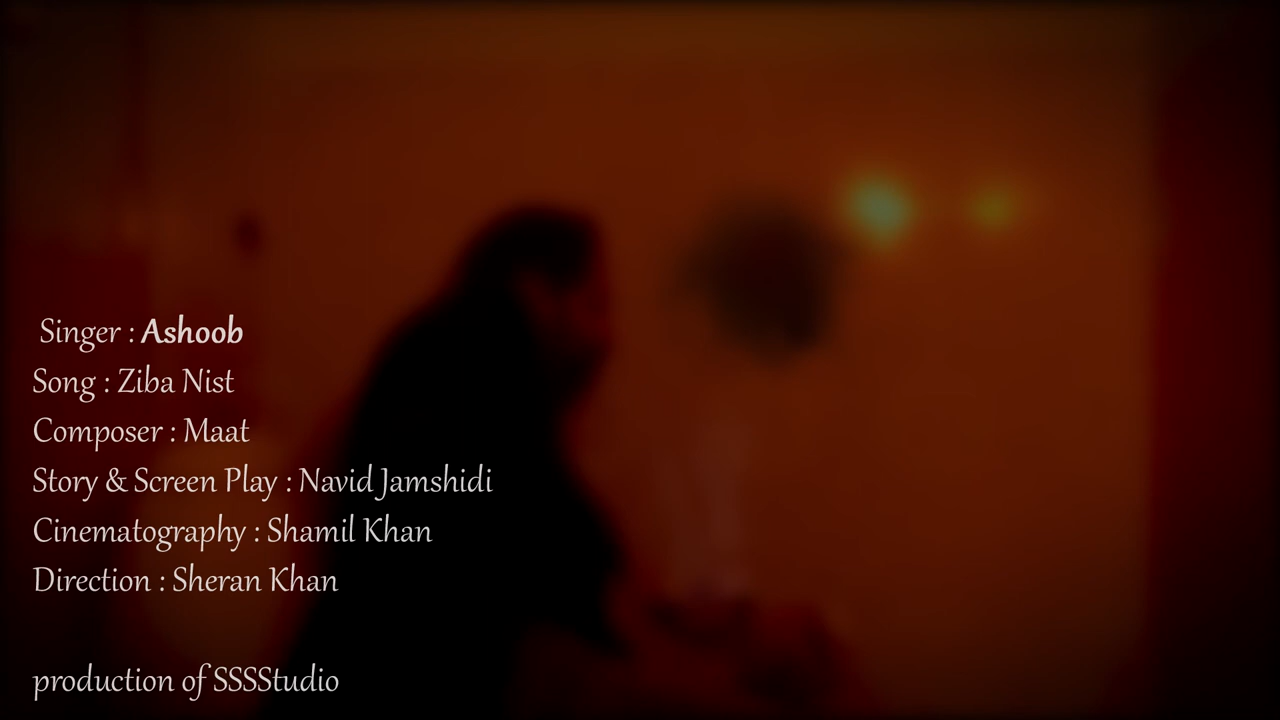 Singer : Ashoob
Song : Ziba Nist
Composer : Maat
Story & Screen Play : Navid Jamshidi
Cinematography : Shamil Khan
Direction : Sheran Khan
production of SSSStudio